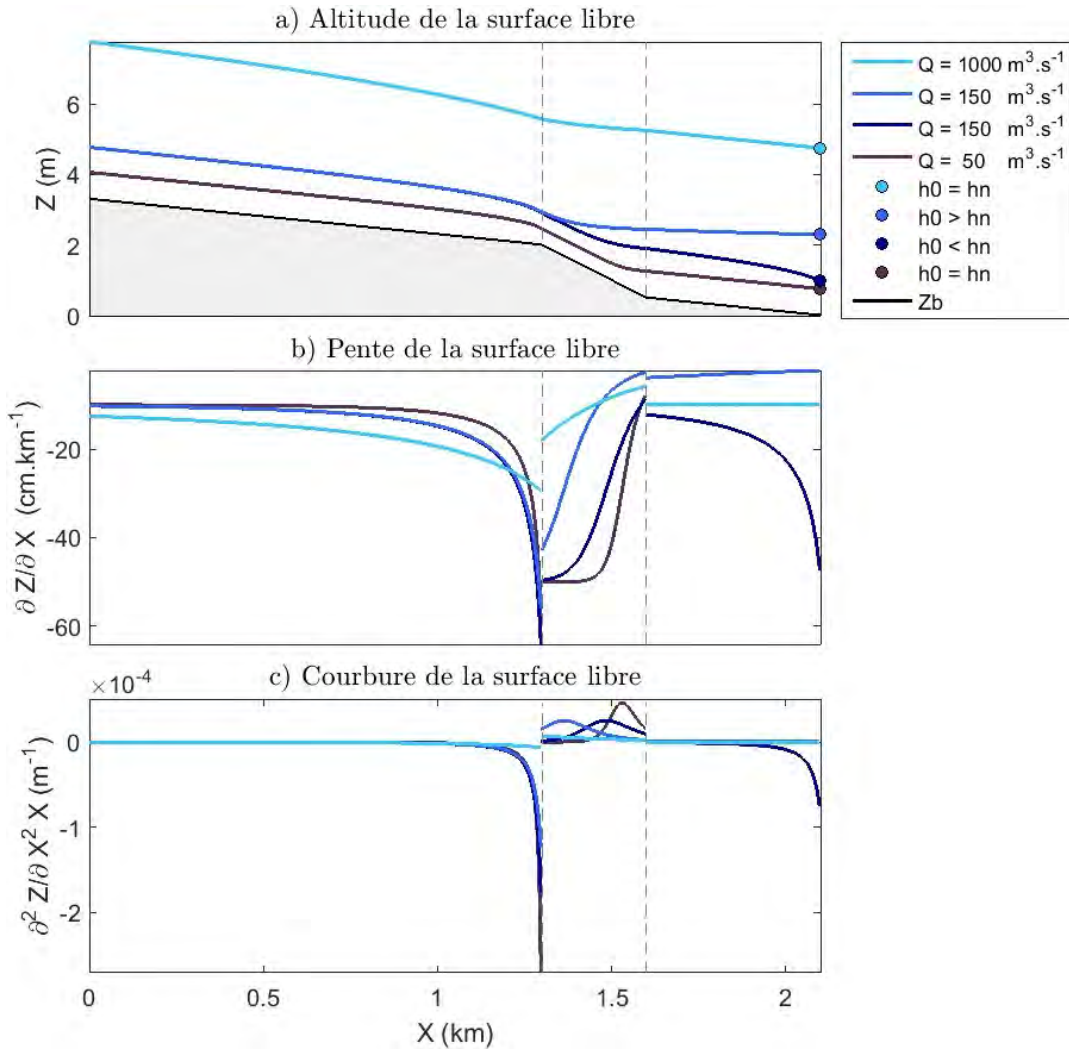 a) Altitude de la surface libre
Z (m)
6
4
2
0
Q = 1000 m³.s⁻¹
Q = 150 m³.s⁻¹
Q = 150 m³.s⁻¹
Q = 50 m³.s⁻¹
h0 = hn
h0 > hn
h0 < hn
h0 = hn
Zb
b) Pente de la surface libre
∂ Z/∂ X (cm.km⁻¹)
-20
-40
-60
c) Courbure de la surface libre
×10⁻⁴
∂² Z/∂ X² X (m⁻¹)
0
-1
-2
0 0.5 1 1.5 2
X (km)